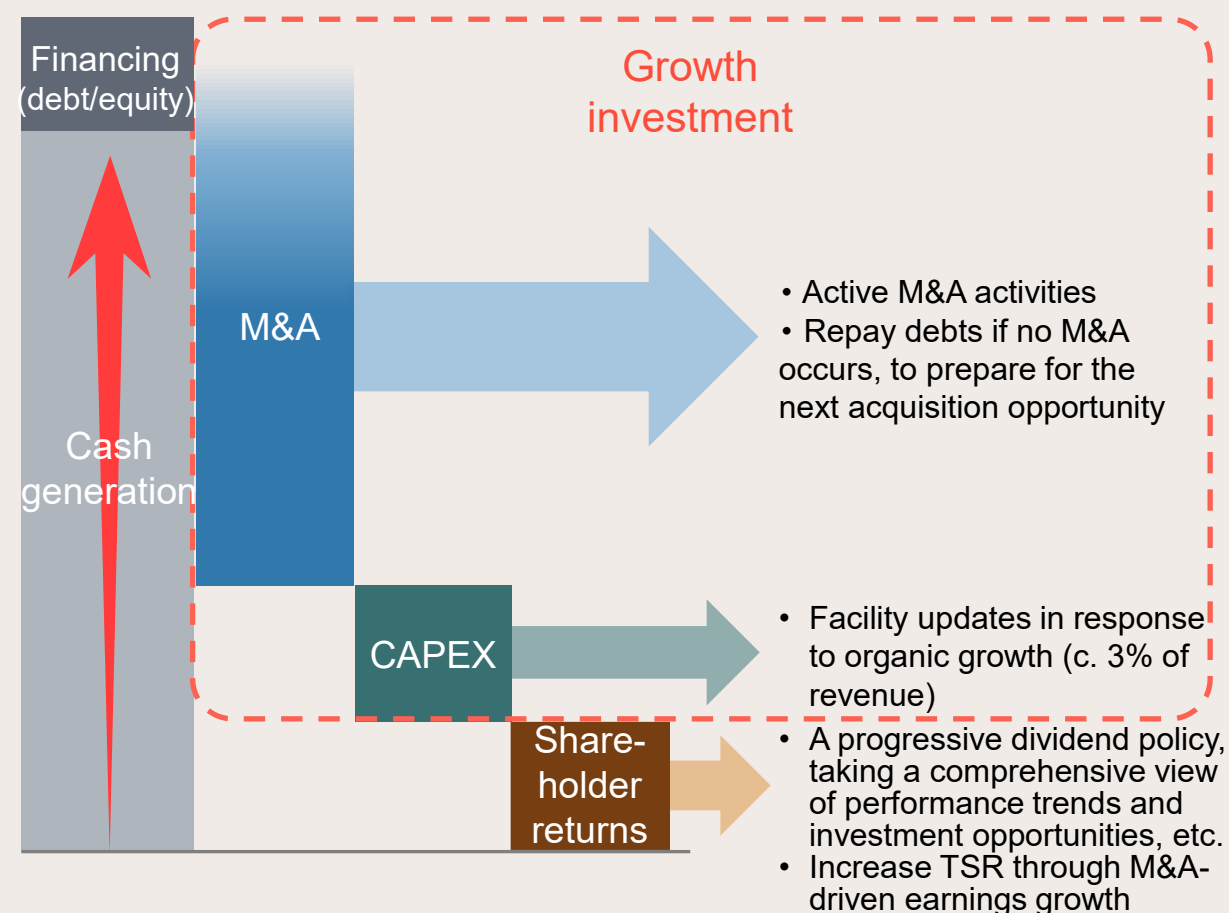 Financing
(debt/equity)
Growth
investment
M&A
• Active M&A activities
• Repay debts if no M&A
occurs, to prepare for the
next acquisition opportunity
Cash
generation
CAPEX
• Facility updates in response
to organic growth (c. 3% of
revenue)
Share-
holder
returns
• A progressive dividend policy,
taking a comprehensive view
of performance trends and
investment opportunities, etc.
• Increase TSR through M&A-
driven earnings growth